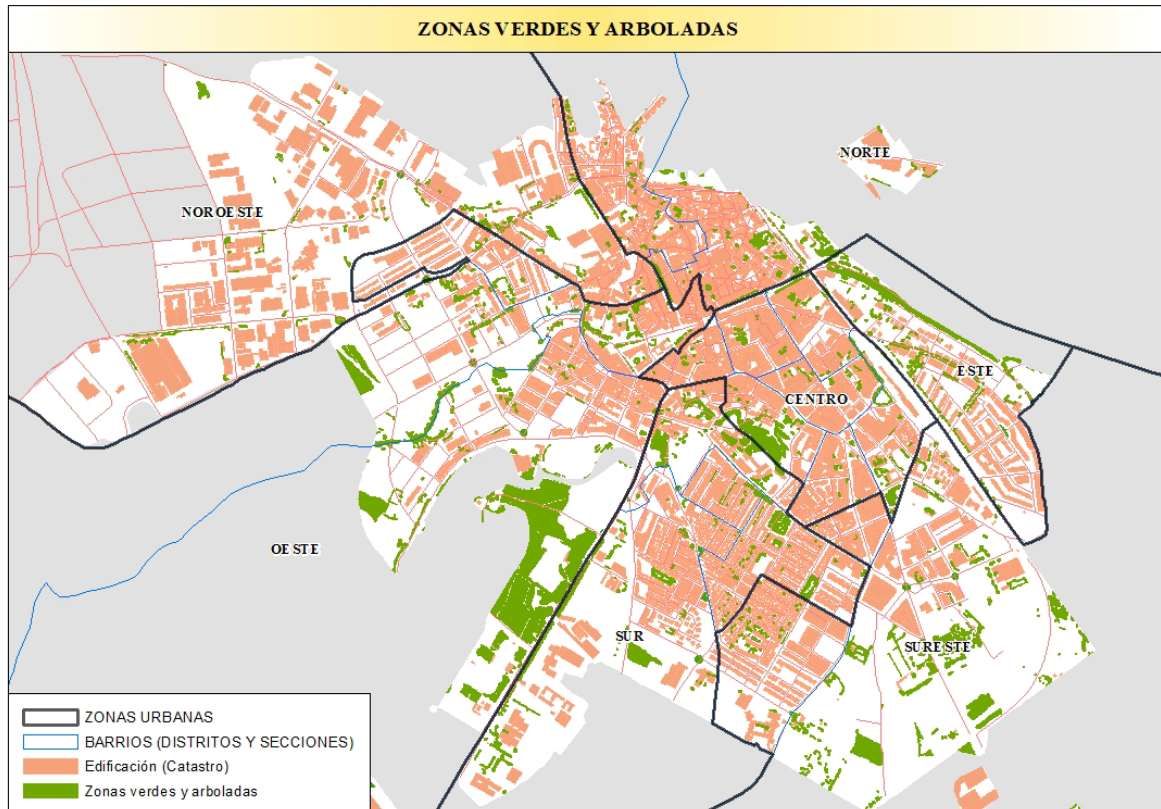 ZONAS VERDES Y ARBOLADAS
NORTE
NOROESTE
ESTE
CENTRO
OESTE
SUR
SURESTE
ZONAS URBANAS
BARRIOS (DISTRITOS Y SECCIONES)
Edificación (Catastro)
Zonas verdes y arboladas